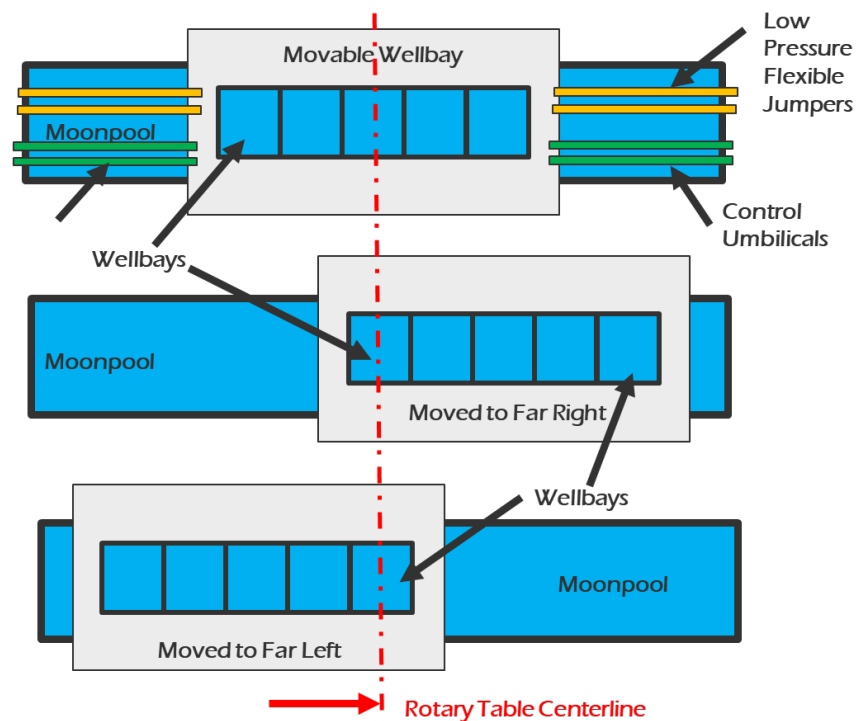 Movable Wellbay
Low
Pressure
Flexible
Jumpers
Moonpool
Control
Umbilicals
Wellbays
Moonpool
Moved to Far Right
Wellbays
Moonpool
Moved to Far Left
Rotary Table Centerline